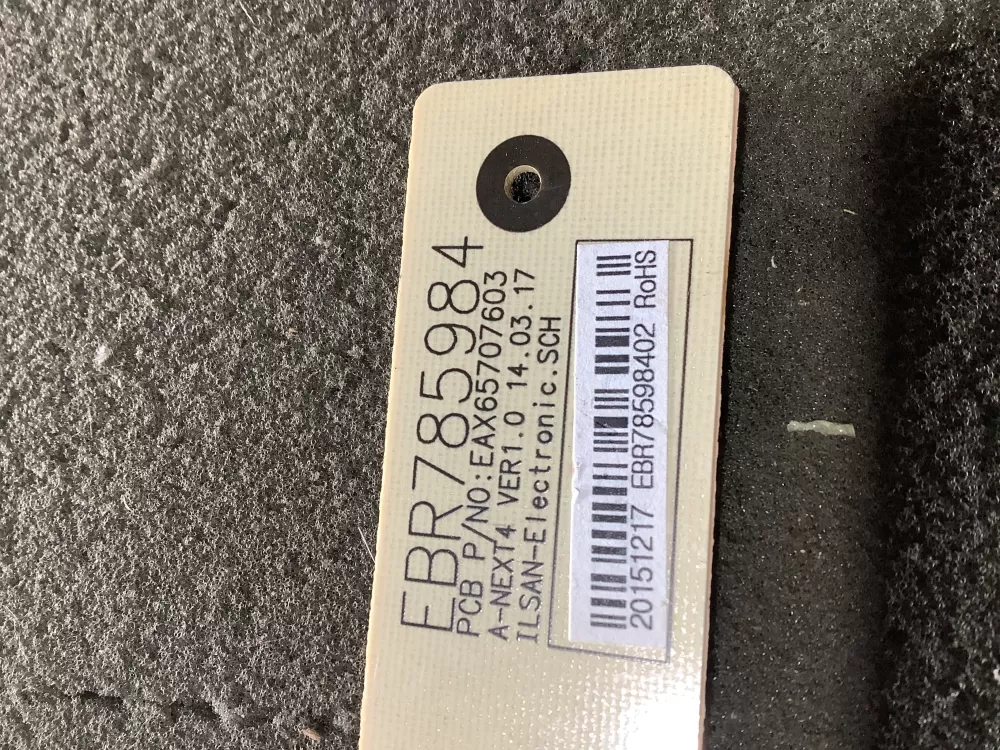 EBR785984
PCB P/NO:EAX65707603
A-NEXT4 VER1.0 14.03.17
ILSAN-Electronic.SCH
20151217 EBR78598402 RoHS